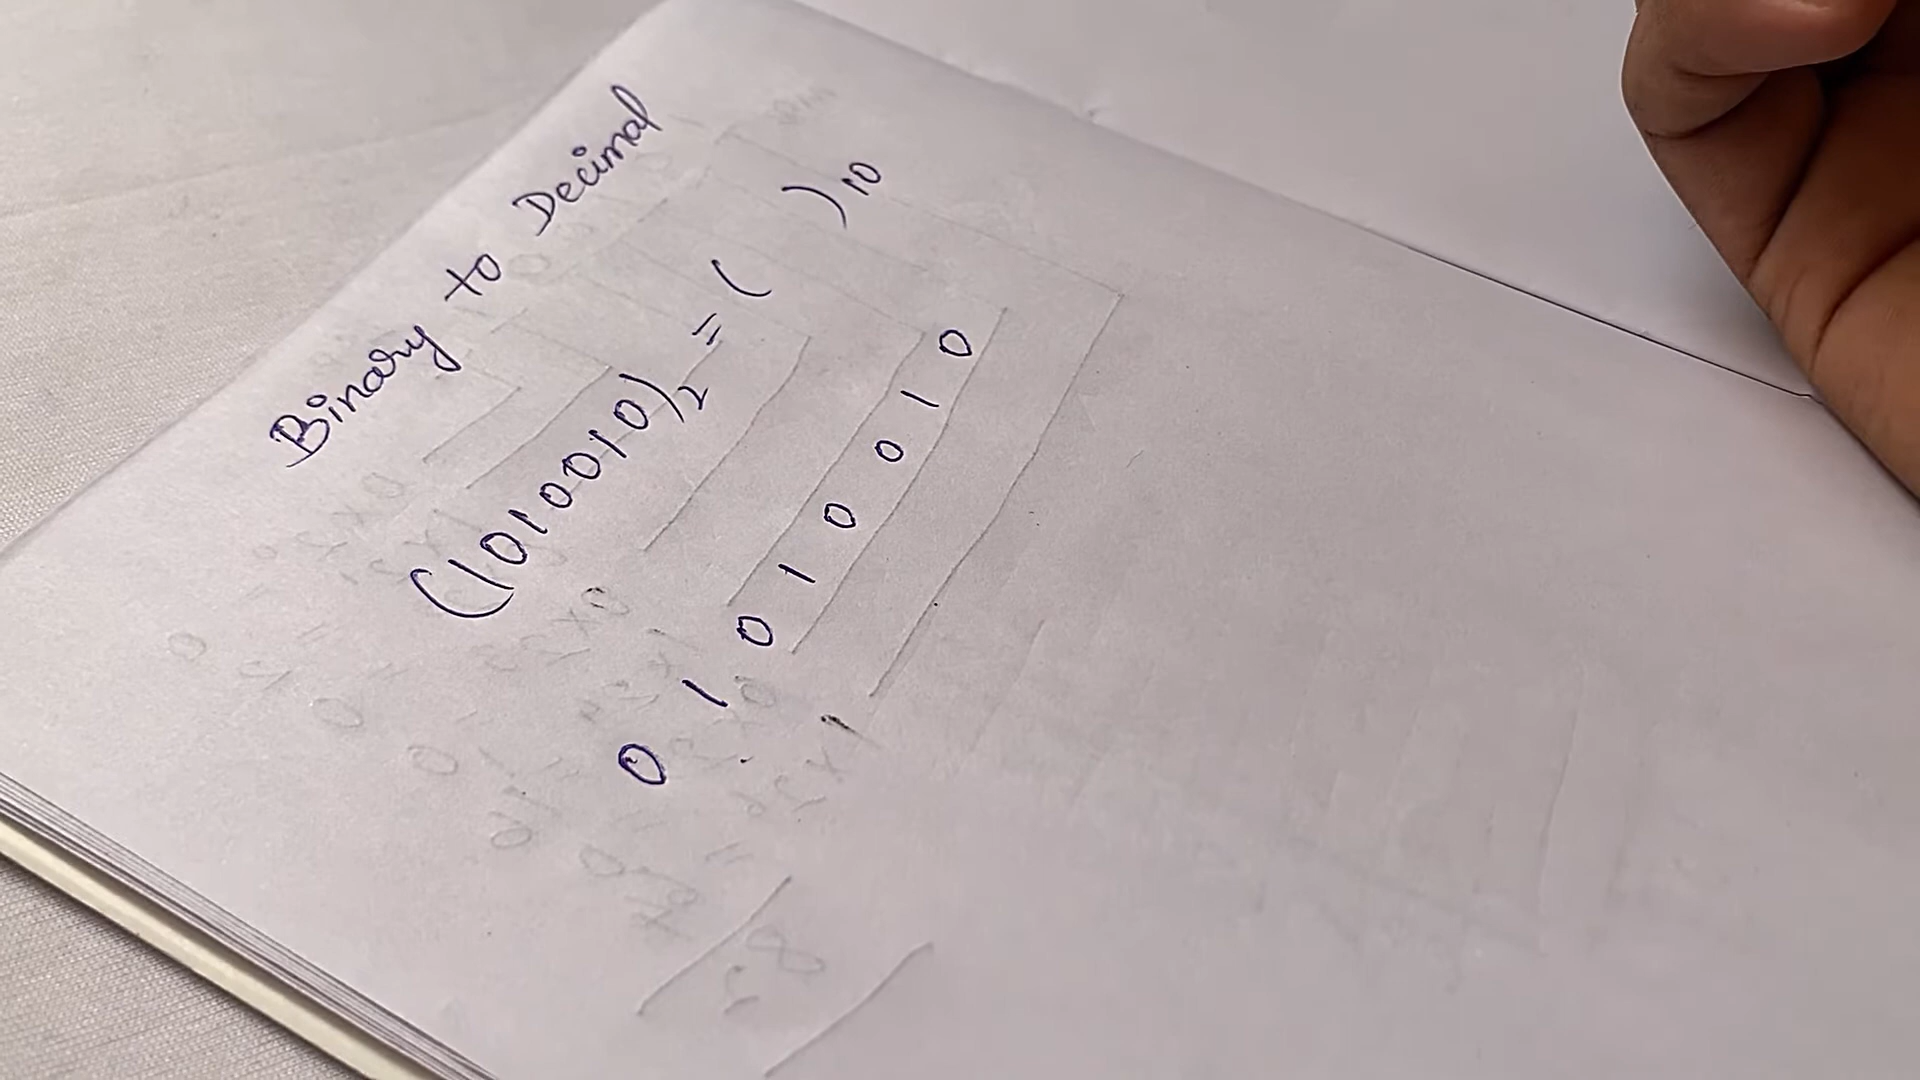 Binary to Decimal
(1010010)₂ = (   )₁₀
0 1 0 1 0 0 1 0